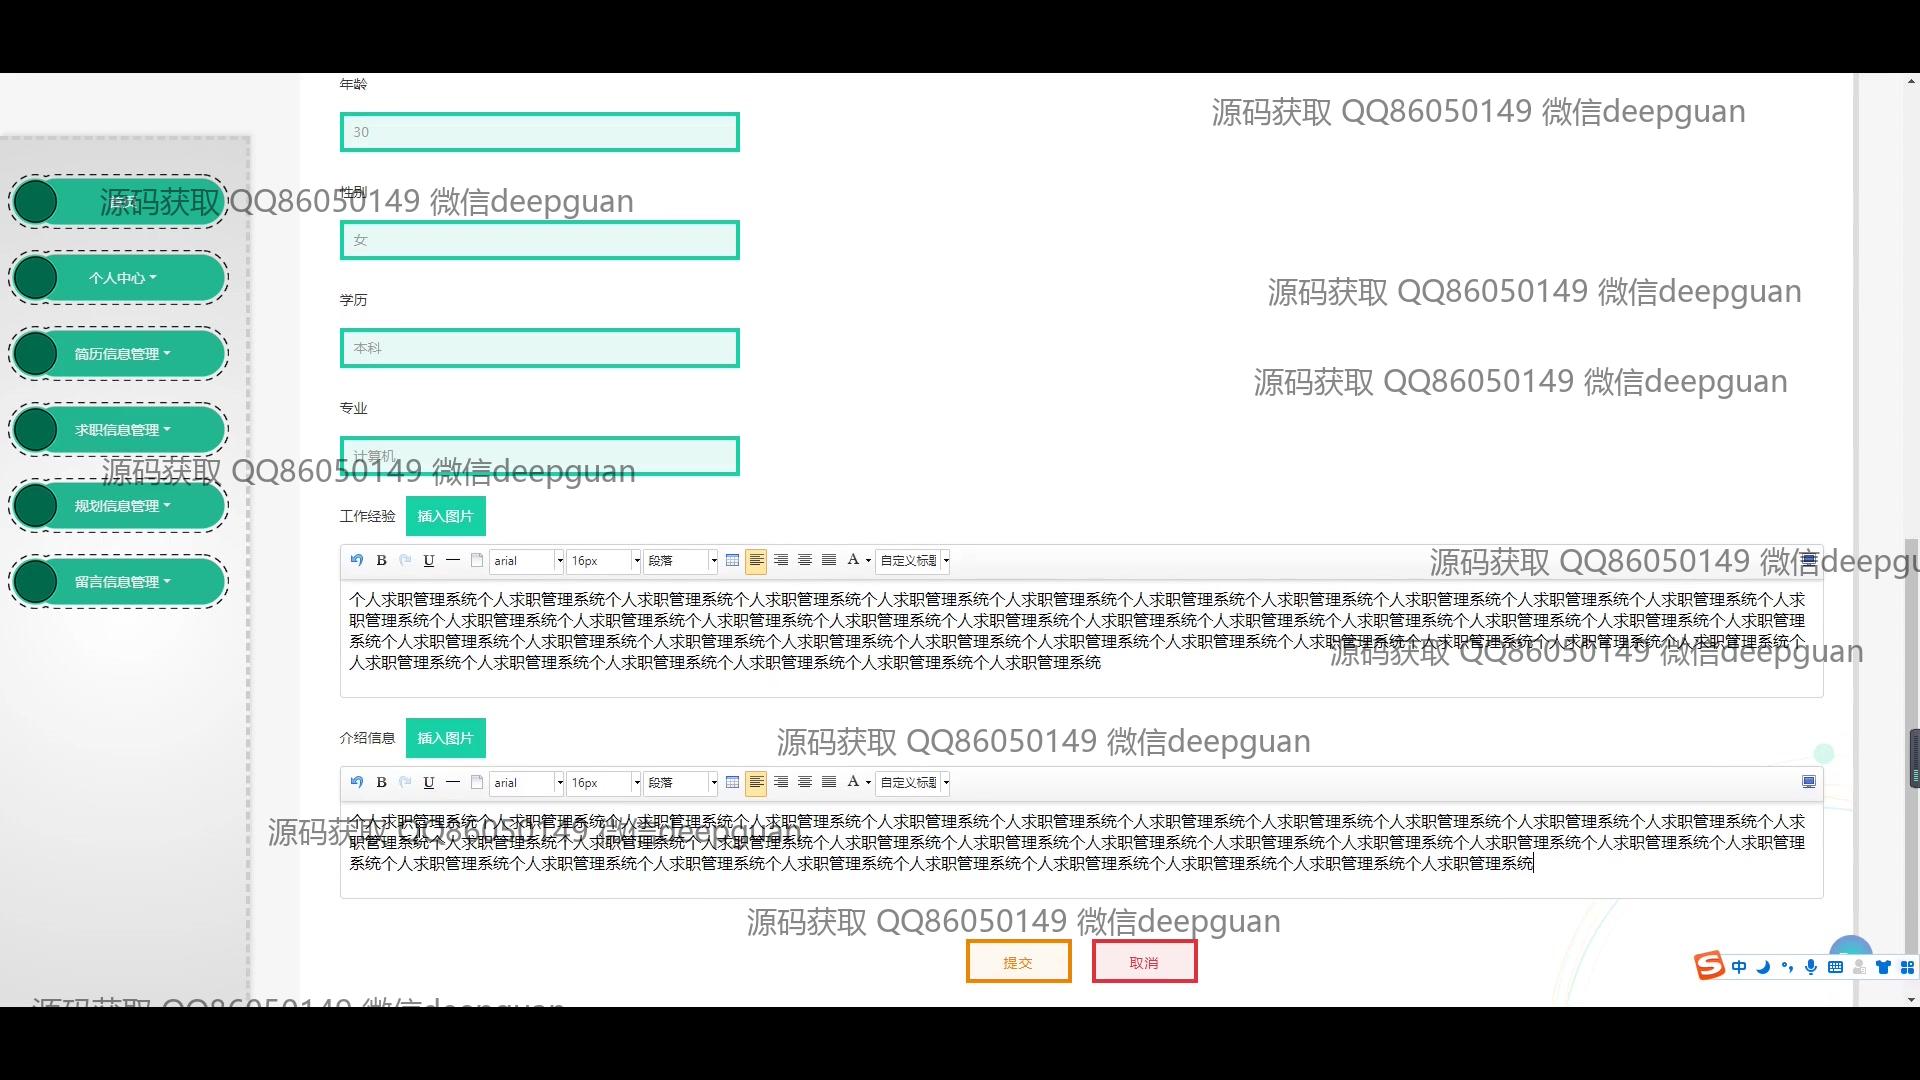 年龄
源码获取 QQ86050149 微信deepguan
30
性别
首页
源码获取 QQ86050149 微信deepguan
女
个人中心
源码获取 QQ86050149 微信deepguan
学历
本科
简历信息管理
源码获取 QQ86050149 微信deepguan
专业
求职信息管理
计算机
源码获取 QQ86050149 微信deepguan
规划信息管理
工作经验 插入图片
B U arial 16px 段落 A 自定义标题
源码获取 QQ86050149 微信deepgu
留言信息管理
个人求职管理系统个人求职管理系统个人求职管理系统个人求职管理系统个人求职管理系统个人求职管理系统个人求职管理系统个人求职管理系统个人求职管理系统个人求职管理系统个人求职管理系统个人求
职管理系统个人求职管理系统个人求职管理系统个人求职管理系统个人求职管理系统个人求职管理系统个人求职管理系统个人求职管理系统个人求职管理系统个人求职管理系统个人求职管理系统个人求职管理
系统个人求职管理系统个人求职管理系统个人求职管理系统个人求职管理系统个人求职管理系统个人求职管理系统个人求职管理系统个人求职管理系统个人求职管理系统个人求职管理系统个人求职管理系统个
人求职管理系统个人求职管理系统个人求职管理系统个人求职管理系统个人求职管理系统个人求职管理系统
源码获取 QQ86050149 微信deepguan
介绍信息 插入图片
源码获取 QQ86050149 微信deepguan
B U arial 16px 段落 A 自定义标题
个人求职管理系统个人求职管理系统个人求职管理系统个人求职管理系统个人求职管理系统个人求职管理系统个人求职管理系统个人求职管理系统个人求职管理系统个人求职管理系统个人求职管理系统个人求
职管理系统个人求职管理系统个人求职管理系统个人求职管理系统个人求职管理系统个人求职管理系统个人求职管理系统个人求职管理系统个人求职管理系统个人求职管理系统个人求职管理系统个人求职管理
系统个人求职管理系统个人求职管理系统个人求职管理系统个人求职管理系统个人求职管理系统个人求职管理系统个人求职管理系统个人求职管理系统个人求职管理系统
源码获取 QQ86050149 微信deepguan
源码获取 QQ86050149 微信deepguan
提交 取消
中
源码获取 QQ86050149 微信deepguan